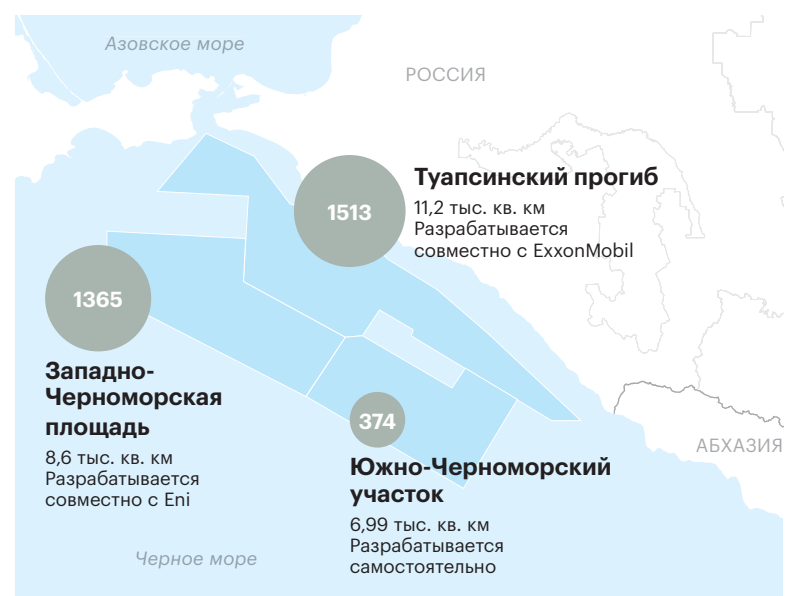 Азовское море
РОССИЯ
Туапсинский прогиб
11,2 тыс. кв. км
Разрабатывается
совместно с ExxonMobil
1513
1365
Западно-
Черноморская
площадь
8,6 тыс. кв. км
Разрабатывается
совместно с Eni
374
Южно-Черноморский
участок
6,99 тыс. кв. км
Разрабатывается
самостоятельно
АБХАЗИЯ
Черное море